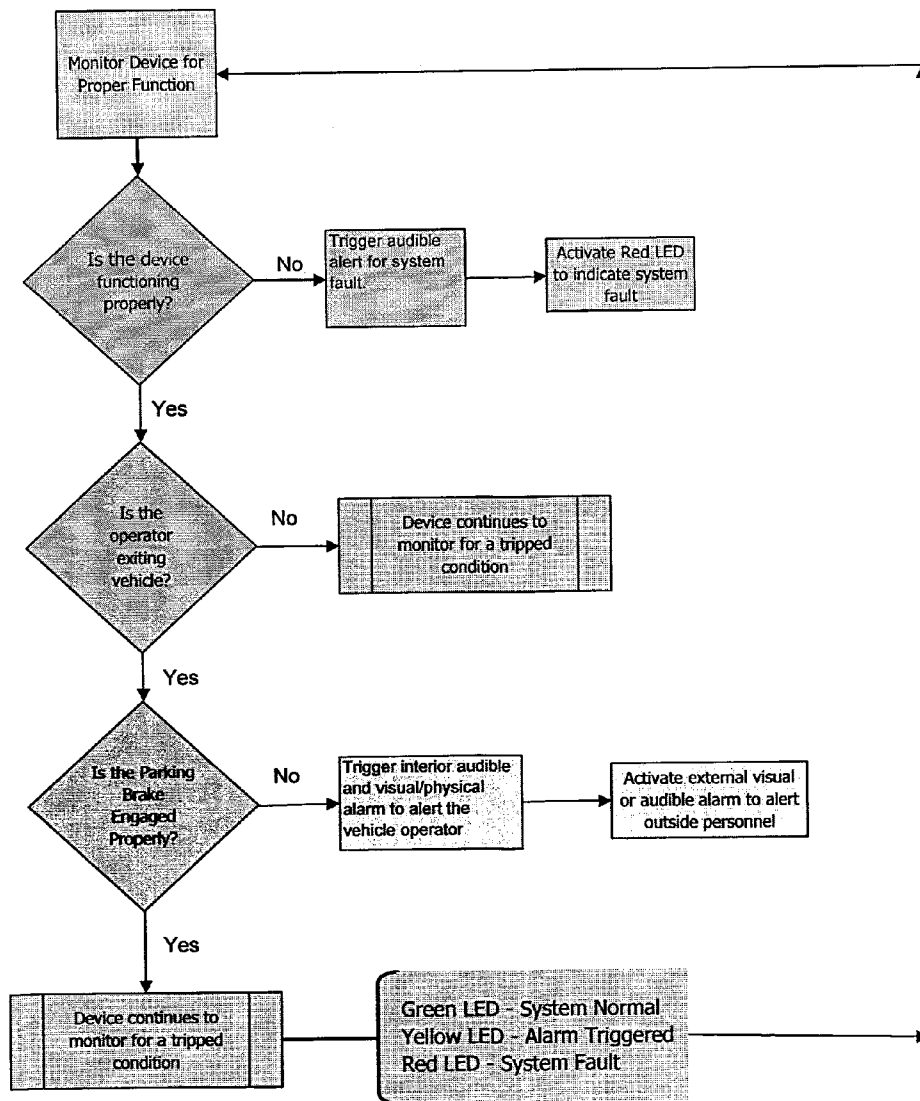 Monitor Device for
Proper Function
Is the device
functioning
properly?
No
Trigger audible
alert for system
fault.
Activate Red LED
to indicate system
fault
Yes
Is the
operator
exiting
vehicle?
No
Device continues to
monitor for a tripped
condition
Yes
Is the Parking
Brake
Engaged
Properly?
No
Trigger interior audible
and visual/physical
alarm to alert the
vehicle operator
Activate external visual
or audible alarm to alert
outside personnel
Yes
Device continues to
monitor for a tripped
condition
Green LED - System Normal
Yellow LED - Alarm Triggered
Red LED - System Fault